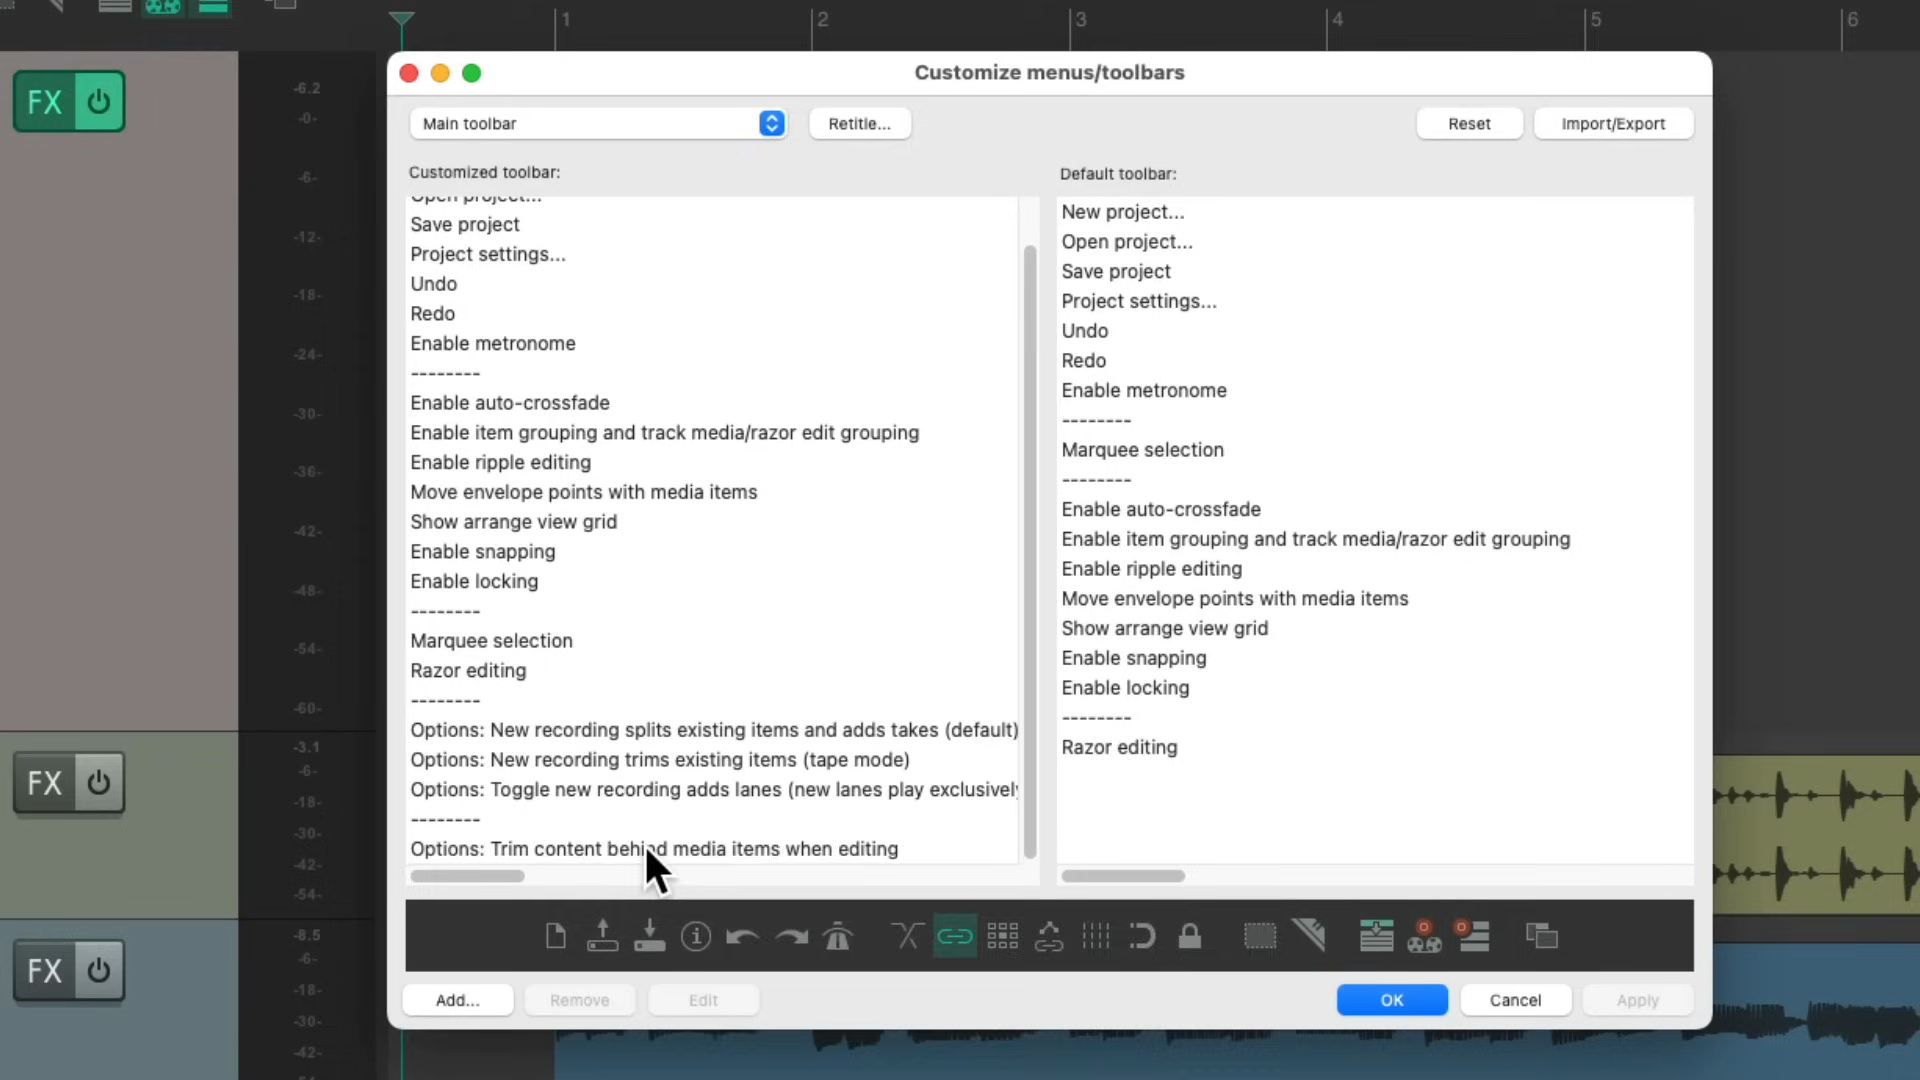 1
2
3
4
5
6
Customize menus/toolbars
Main toolbar
Retitle...
Reset
Import/Export
Customized toolbar:
Default toolbar:
Open project...
Save project
Project settings...
Undo
Redo
Enable metronome
--------
Enable auto-crossfade
Enable item grouping and track media/razor edit grouping
Enable ripple editing
Move envelope points with media items
Show arrange view grid
Enable snapping
Enable locking
--------
Marquee selection
Razor editing
--------
Options: New recording splits existing items and adds takes (default)
Options: New recording trims existing items (tape mode)
Options: Toggle new recording adds lanes (new lanes play exclusively
--------
Options: Trim content behind media items when editing
New project...
Open project...
Save project
Project settings...
Undo
Redo
Enable metronome
--------
Marquee selection
--------
Enable auto-crossfade
Enable item grouping and track media/razor edit grouping
Enable ripple editing
Move envelope points with media items
Show arrange view grid
Enable snapping
Enable locking
--------
Razor editing
Add...
Remove
Edit
OK
Cancel
Apply
FX
-6.2
-0-
-6-
-12-
-18-
-24-
-30-
-36-
-42-
-48-
-54-
-60-
FX
-3.1
-6-
-18-
-30-
-42-
-54-
FX
-8.5
-6-
-18-
-30-
-42-